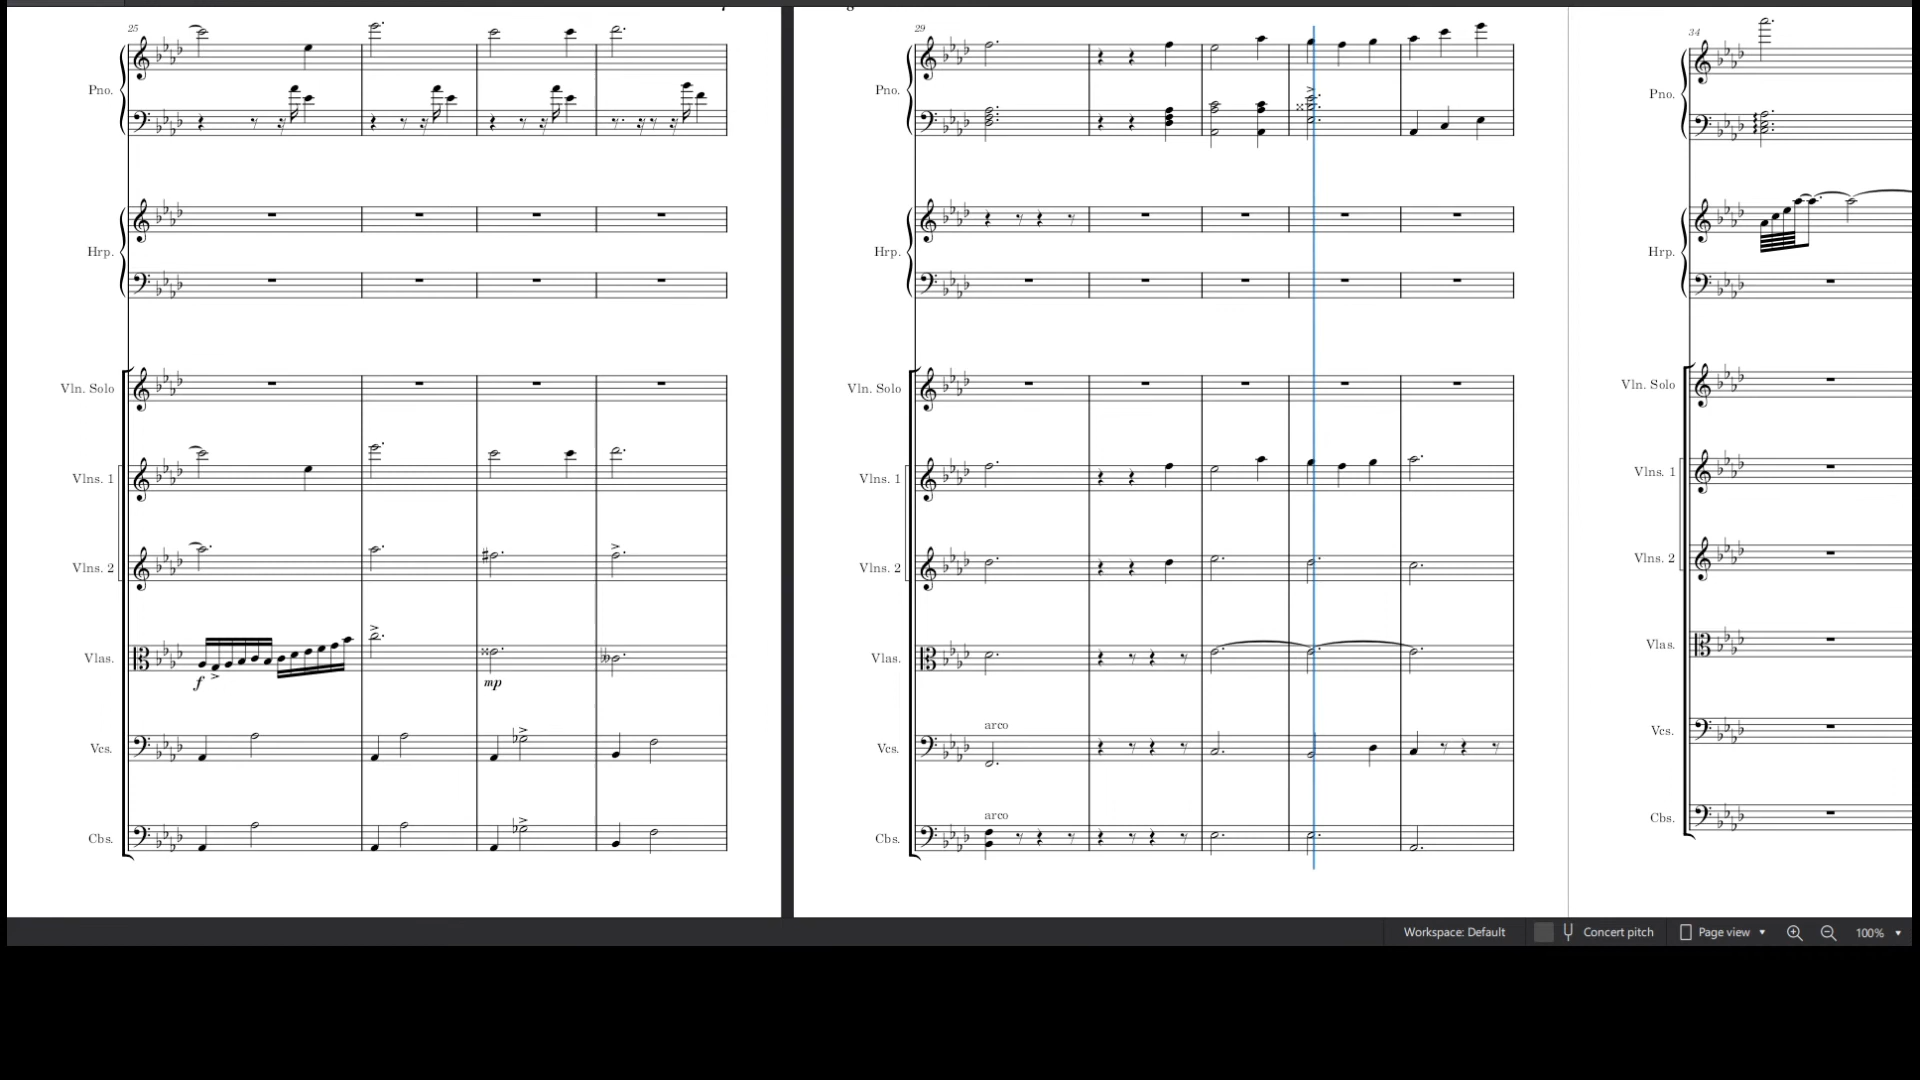 25
Pno.
Hrp.
Vln. Solo
Vlns. 1
Vlns. 2
Vlas.
f
mp
Vcs.
Cbs.
29
Pno.
Hrp.
Vln. Solo
Vlns. 1
Vlns. 2
Vlas.
arco
Vcs.
arco
Cbs.
34
Pno.
Hrp.
Vln. Solo
Vlns. 1
Vlns. 2
Vlas.
Vcs.
Cbs.
Workspace: Default
Concert pitch
Page view
100%